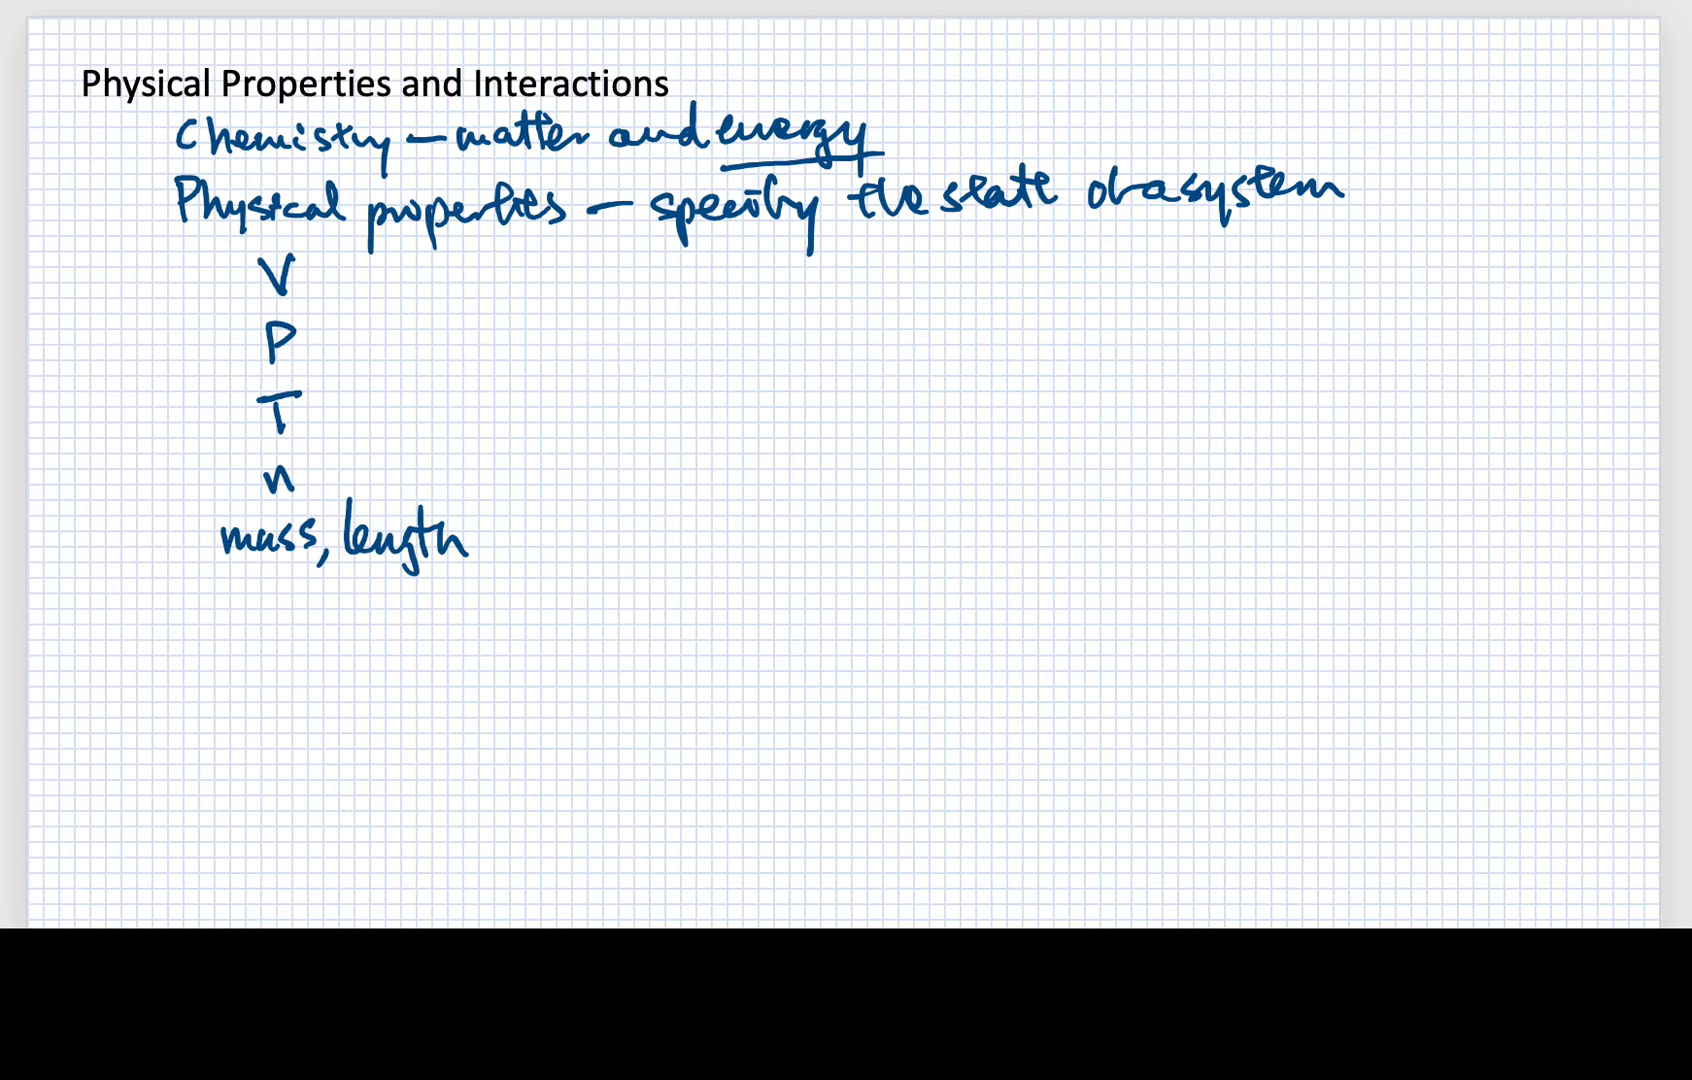 Physical Properties and Interactions
Chemistry – matter and energy
Physical properties – specify the state of a system
V
P
T
n
mass, length